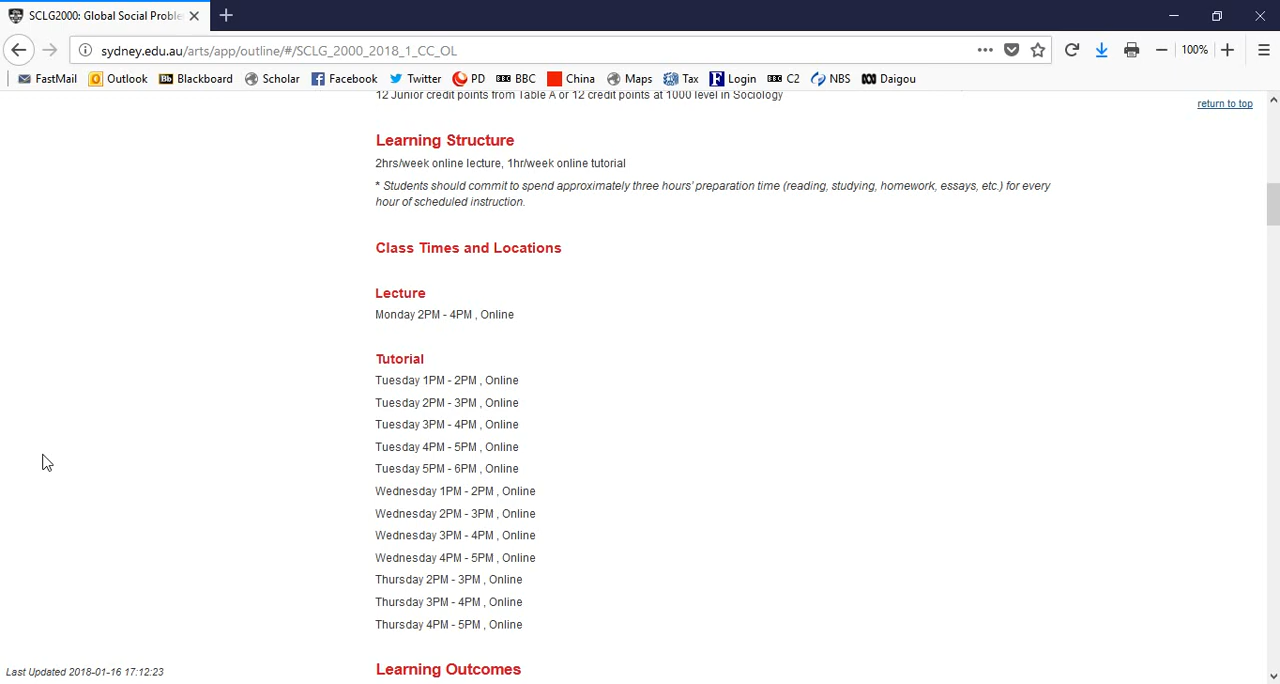 SCLG2000: Global Social Proble
sydney.edu.au/arts/app/outline/#/SCLG_2000_2018_1_CC_OL
100%
FastMail Outlook Bb Blackboard Scholar Facebook Twitter PD BBC BBC China Maps Tax Login BBC C2 NBS Daigou
12 Junior credit points from Table A or 12 credit points at 1000 level in Sociology
return to top
Learning Structure
2hrs/week online lecture, 1hr/week online tutorial
* Students should commit to spend approximately three hours' preparation time (reading, studying, homework, essays, etc.) for every
hour of scheduled instruction.
Class Times and Locations
Lecture
Monday 2PM - 4PM , Online
Tutorial
Tuesday 1PM - 2PM , Online
Tuesday 2PM - 3PM , Online
Tuesday 3PM - 4PM , Online
Tuesday 4PM - 5PM , Online
Tuesday 5PM - 6PM , Online
Wednesday 1PM - 2PM , Online
Wednesday 2PM - 3PM , Online
Wednesday 3PM - 4PM , Online
Wednesday 4PM - 5PM , Online
Thursday 2PM - 3PM , Online
Thursday 3PM - 4PM , Online
Thursday 4PM - 5PM , Online
Learning Outcomes
Last Updated 2018-01-16 17:12:23